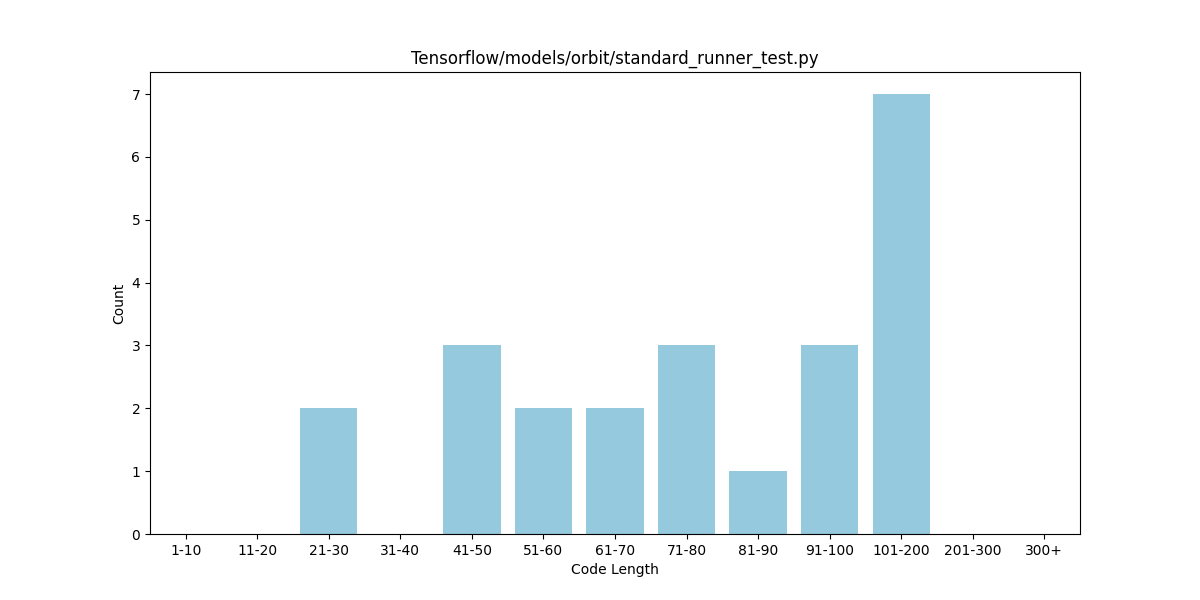 Tensorflow/models/orbit/standard_runner_test.py
7
6
5
4
3
2
1
0
Count
1-10 11-20 21-30 31-40 41-50 51-60 61-70 71-80 81-90 91-100 101-200 201-300 300+
Code Length